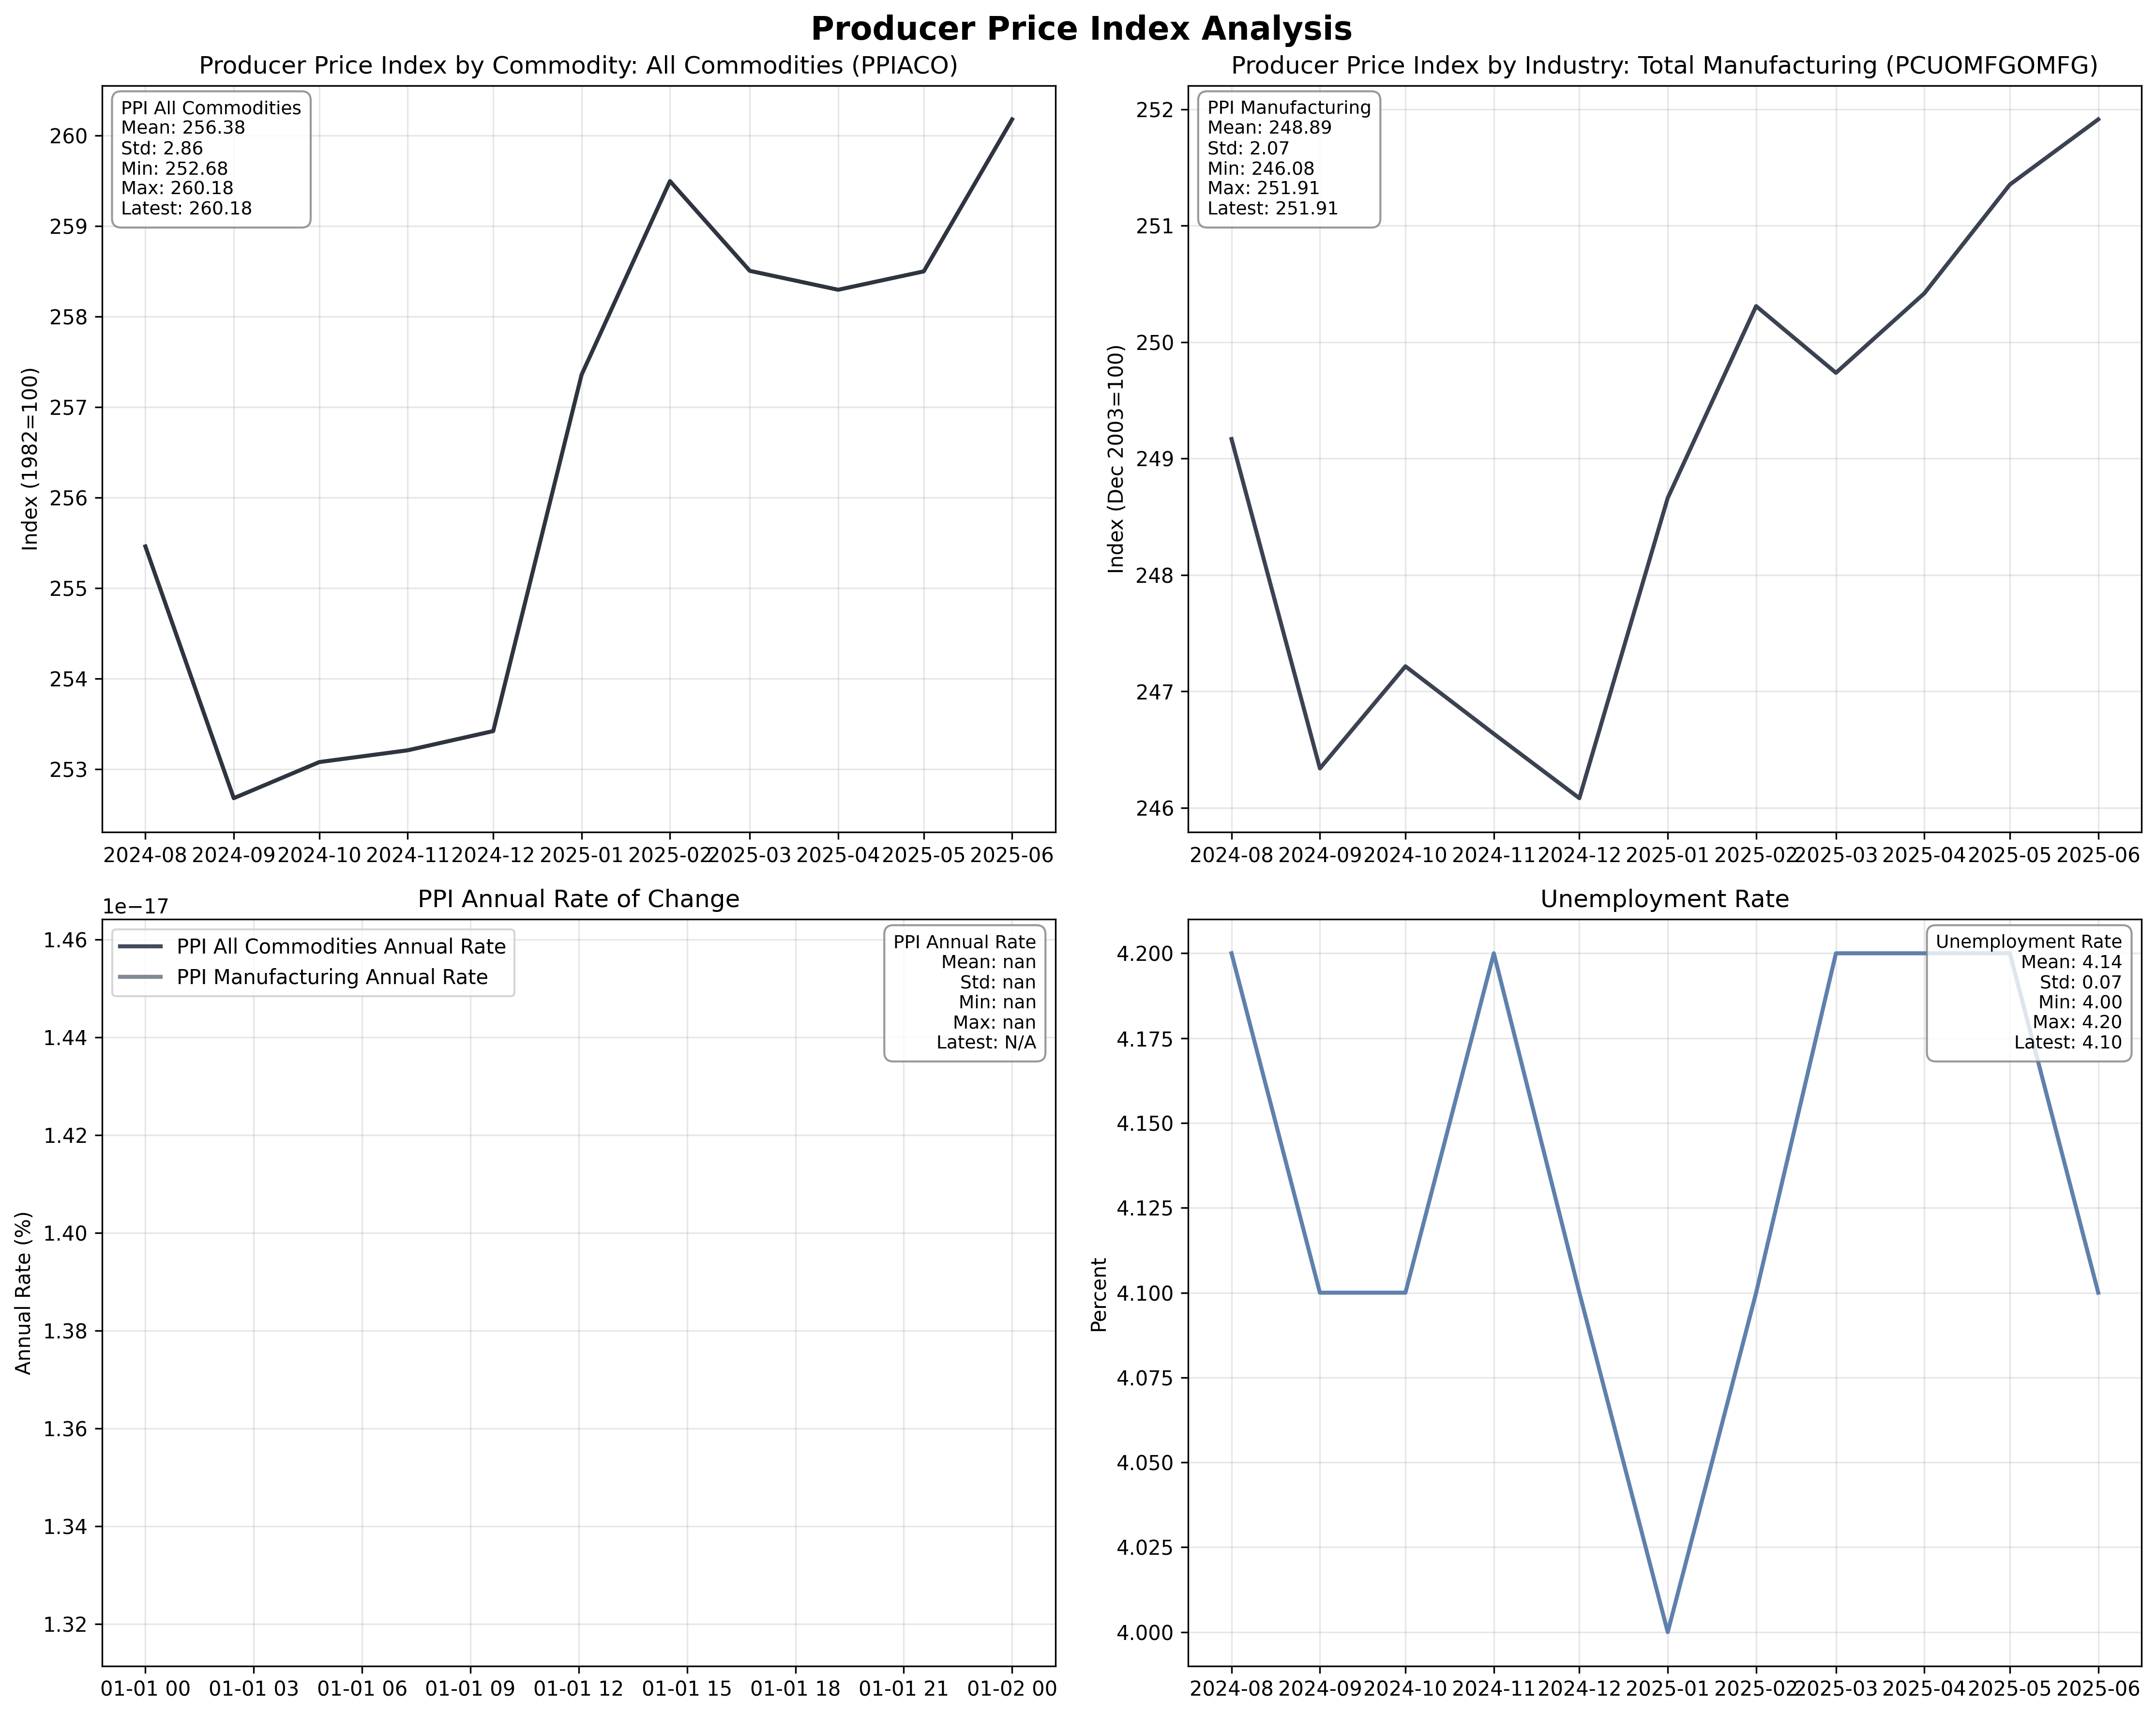 Producer Price Index Analysis
Producer Price Index by Commodity: All Commodities (PPIACO)
PPI All Commodities
Mean: 256.38
Std: 2.86
Min: 252.68
Max: 260.18
Latest: 260.18
Index (1982=100)
260
259
258
257
256
255
254
253
2024-08 2024-09 2024-10 2024-11 2024-12 2025-01 2025-02 2025-03 2025-04 2025-05 2025-06
Producer Price Index by Industry: Total Manufacturing (PCUOMFGOMFG)
PPI Manufacturing
Mean: 248.89
Std: 2.07
Min: 246.08
Max: 251.91
Latest: 251.91
Index (Dec 2003=100)
252
251
250
249
248
247
246
2024-08 2024-09 2024-10 2024-11 2024-12 2025-01 2025-02 2025-03 2025-04 2025-05 2025-06
PPI Annual Rate of Change
1e−17
PPI All Commodities Annual Rate
PPI Manufacturing Annual Rate
PPI Annual Rate
Mean: nan
Std: nan
Min: nan
Max: nan
Latest: N/A
Annual Rate (%)
1.46
1.44
1.42
1.40
1.38
1.36
1.34
1.32
01-01 00 01-01 03 01-01 06 01-01 09 01-01 12 01-01 15 01-01 18 01-01 21 01-02 00
Unemployment Rate
Unemployment Rate
Mean: 4.14
Std: 0.07
Min: 4.00
Max: 4.20
Latest: 4.10
Percent
4.200
4.175
4.150
4.125
4.100
4.075
4.050
4.025
4.000
2024-08 2024-09 2024-10 2024-11 2024-12 2025-01 2025-02 2025-03 2025-04 2025-05 2025-06